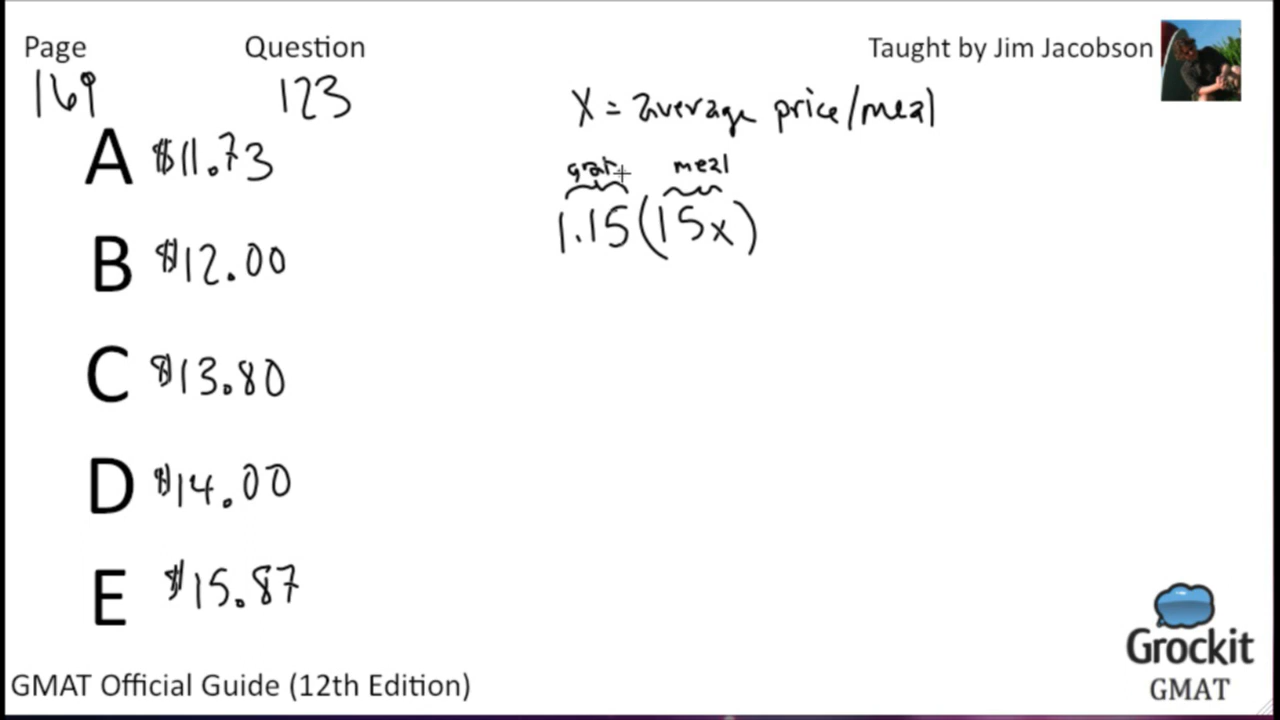 Page Question Taught by Jim Jacobson
169 123
X = average price/meal
A $11.73
grat meal
1.15(15x)
B $12.00
C $13.80
D $14.00
E $15.87
Grockit
GMAT
GMAT Official Guide (12th Edition)